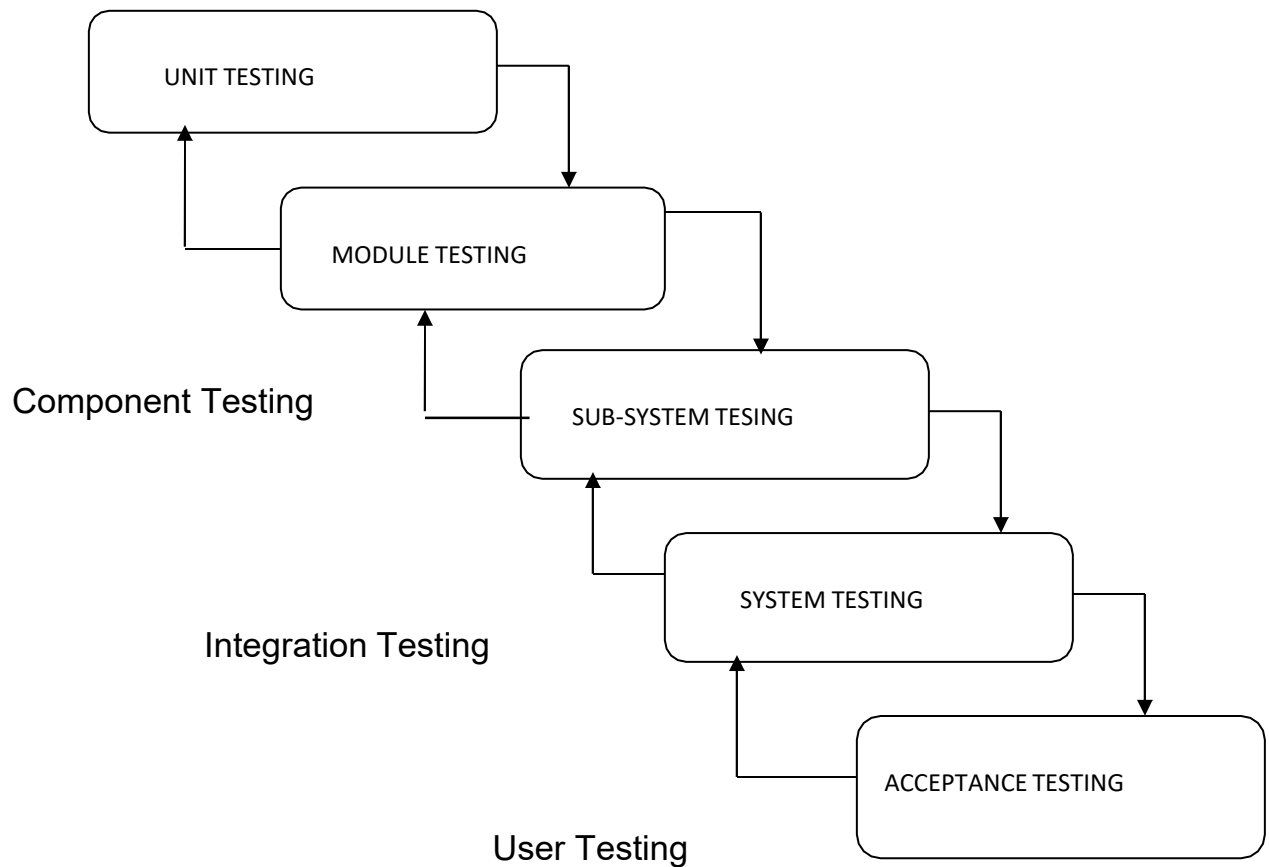 UNIT TESTING
MODULE TESTING
Component Testing
SUB-SYSTEM TESING
SYSTEM TESTING
Integration Testing
ACCEPTANCE TESTING
User Testing